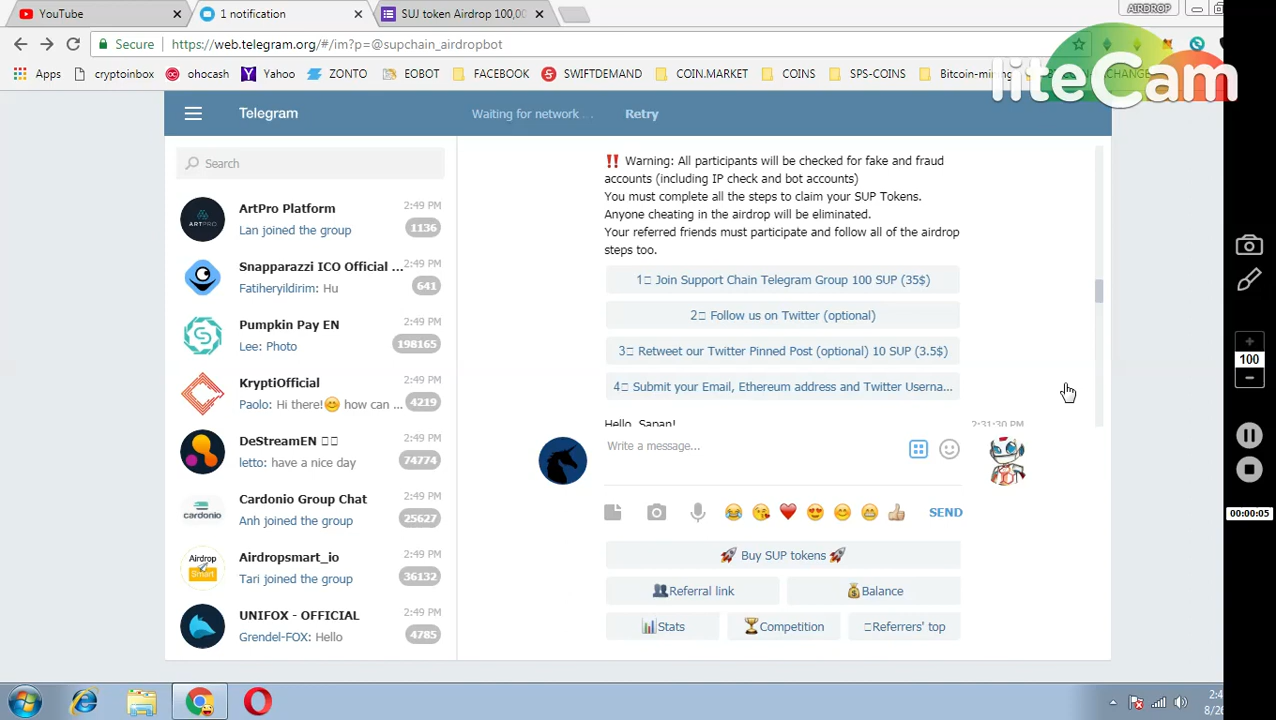 YouTube
1 notification
SUJ token Airdrop 100,0
AIRDROP
Secure
https://web.telegram.org/#/im?p=@supchain_airdropbot
Apps
cryptoinbox
ohocash
Yahoo
ZONTO
EOBOT
FACEBOOK
SWIFTDEMAND
COIN.MARKET
COINS
SPS-COINS
Bitcoin-mining
liteCam
Telegram
Waiting for network ...
Retry
Search
ArtPro Platform
2:49 PM
Lan joined the group
1136
Snapparazzi ICO Official ...
2:49 PM
Fatiheryildirim: Hu
641
Pumpkin Pay EN
2:49 PM
Lee: Photo
198165
KryptiOfficial
2:49 PM
Paolo: Hi there!😊 how can ...
4219
DeStreamEN
2:49 PM
letto: have a nice day
74774
Cardonio Group Chat
2:49 PM
Anh joined the group
25627
Airdropsmart_io
2:49 PM
Tari joined the group
36132
UNIFOX - OFFICIAL
2:49 PM
Grendel-FOX: Hello
4785
‼️ Warning: All participants will be checked for fake and fraud
accounts (including IP check and bot accounts)
You must complete all the steps to claim your SUP Tokens.
Anyone cheating in the airdrop will be eliminated.
Your referred friends must participate and follow all of the airdrop
steps too.
1 Join Support Chain Telegram Group 100 SUP (35$)
2 Follow us on Twitter (optional)
3 Retweet our Twitter Pinned Post (optional) 10 SUP (3.5$)
4 Submit your Email, Ethereum address and Twitter Userna...
Hello, Sapan!
2:31:30 PM
Write a message...
SEND
🚀 Buy SUP tokens 🚀
👥Referral link
💰Balance
📊Stats
🏆Competition
Referrers' top
100
00:00:05